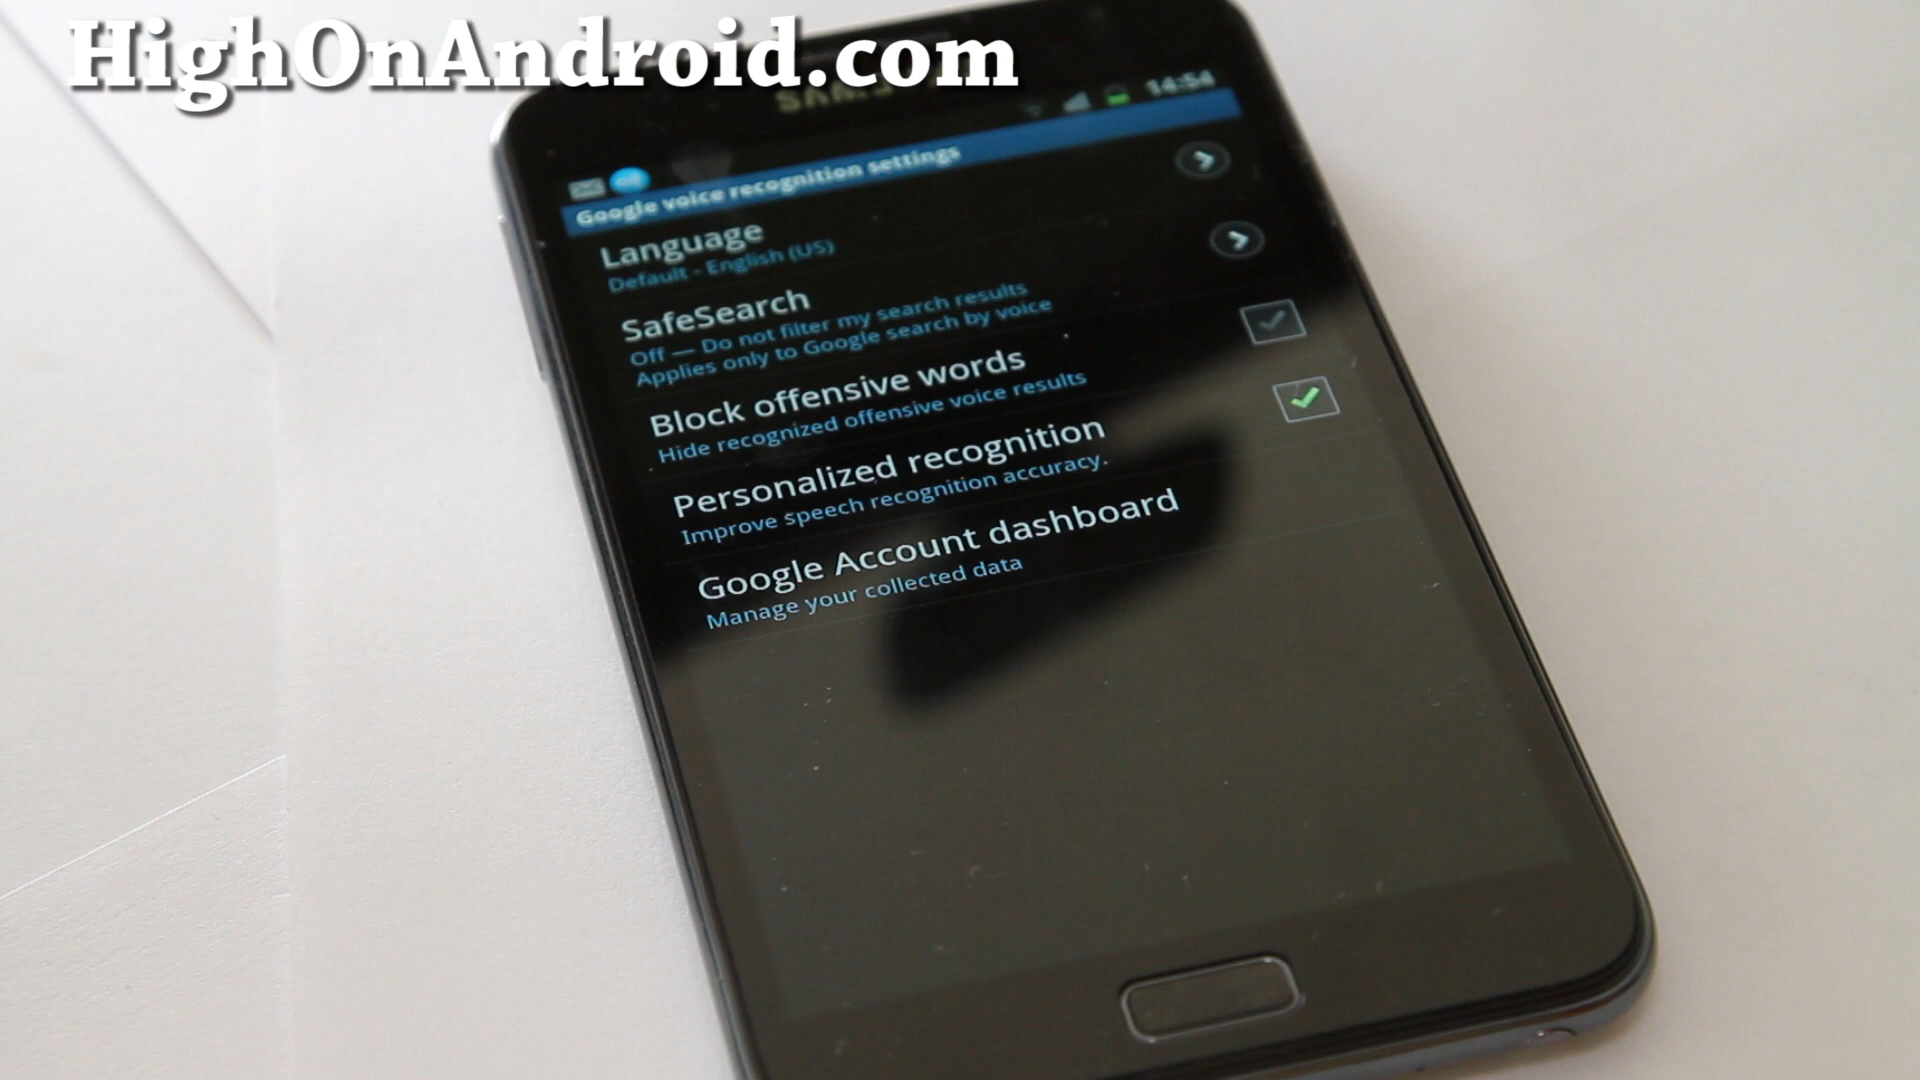 HighOnAndroid.com
SAMS
14:54
Google voice recognition settings
Language
Default - English (US)
SafeSearch
Off — Do not filter my search results
Applies only to Google search by voice
Block offensive words
Hide recognized offensive voice results
Personalized recognition
Improve speech recognition accuracy.
Google Account dashboard
Manage your collected data